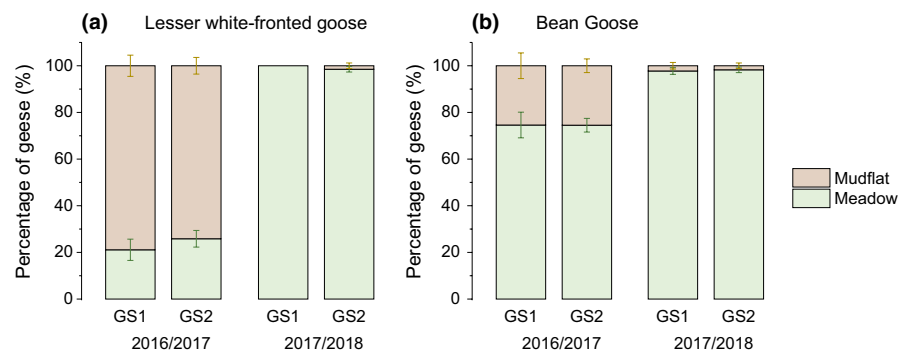 (a) Lesser white-fronted goose
Percentage of geese (%)
100
80
60
40
20
0
GS1 GS2 GS1 GS2
2016/2017 2017/2018
(b) Bean Goose
Percentage of geese (%)
100
80
60
40
20
0
GS1 GS2 GS1 GS2
2016/2017 2017/2018
Mudflat
Meadow